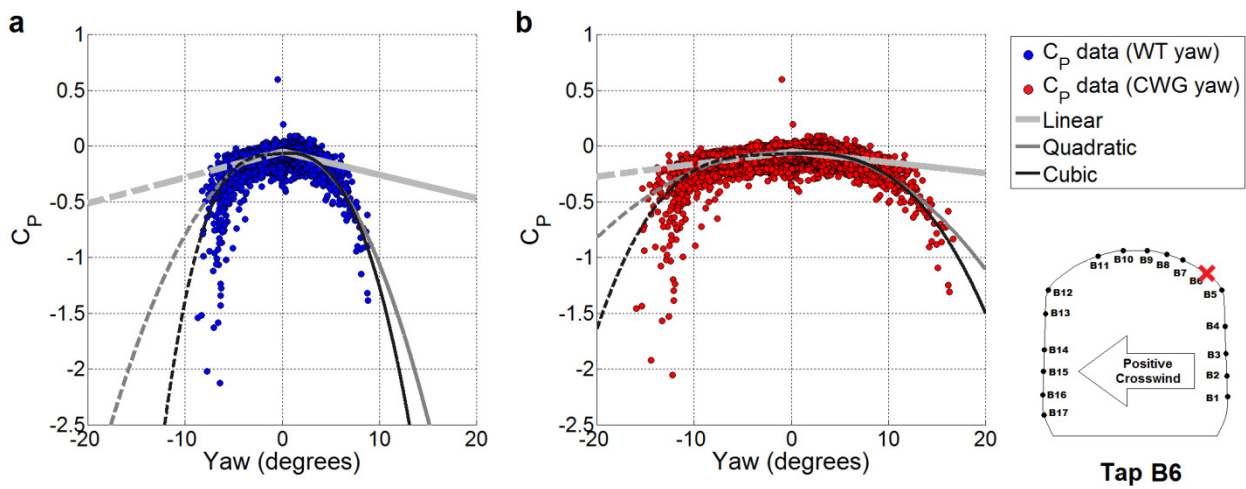 a
1
0.5
0
-0.5
-1
-1.5
-2
-2.5
C_P
-20 -10 0 10 20
Yaw (degrees)
b
1
0.5
0
-0.5
-1
-1.5
-2
-2.5
C_P
-20 -10 0 10 20
Yaw (degrees)
C_P data (WT yaw)
C_P data (CWG yaw)
Linear
Quadratic
Cubic
B11 B10 B9 B8 B7 B6 B5
B12
B13
B4
B14
B3
B15
B2
B16
B1
B17
Positive
Crosswind
Tap B6